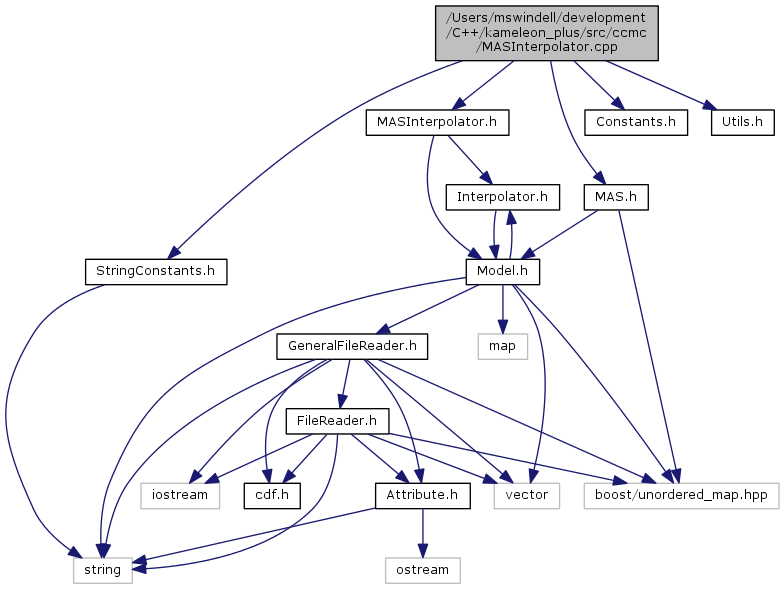 /Users/mswindell/development
/C++/kameleon_plus/src/ccmc
/MASInterpolator.cpp
MASInterpolator.h
Constants.h
Utils.h
Interpolator.h
MAS.h
StringConstants.h
Model.h
GeneralFileReader.h
map
FileReader.h
iostream
cdf.h
Attribute.h
vector
boost/unordered_map.hpp
string
ostream